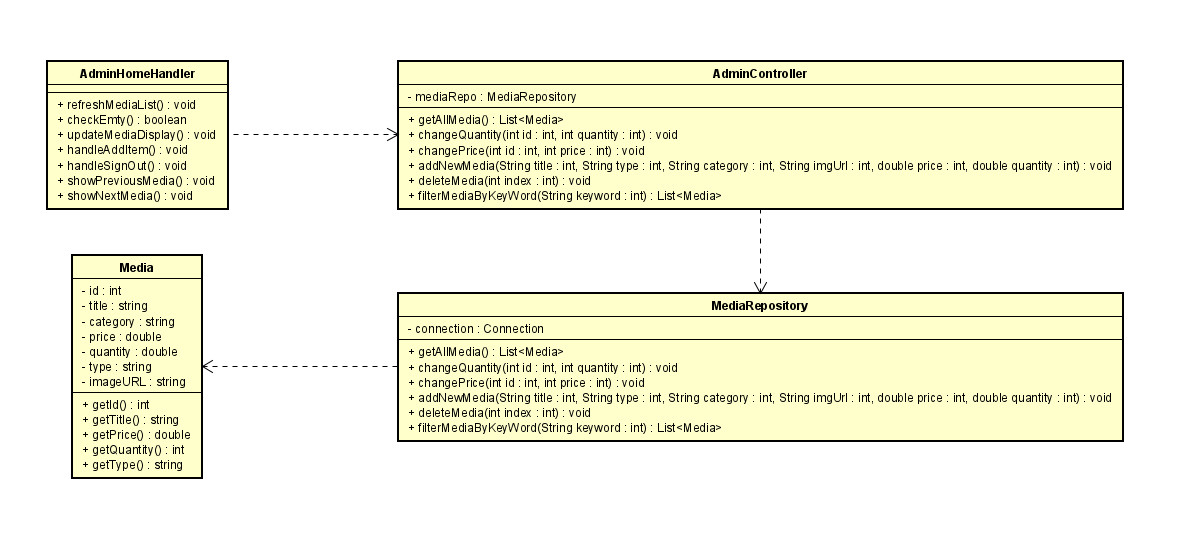 AdminHomeHandler
+ refreshMediaList() : void
+ checkEmty() : boolean
+ updateMediaDisplay() : void
+ handleAddItem() : void
+ handleSignOut() : void
+ showPreviousMedia() : void
+ showNextMedia() : void
AdminController
- mediaRepo : MediaRepository
+ getAllMedia() : List<Media>
+ changeQuantity(int id : int, int quantity : int) : void
+ changePrice(int id : int, int price : int) : void
+ addNewMedia(String title : int, String type : int, String category : int, String imgUrl : int, double price : int, double quantity : int) : void
+ deleteMedia(int index : int) : void
+ filterMediaByKeyWord(String keyword : int) : List<Media>
Media
- id : int
- title : string
- category : string
- price : double
- quantity : double
- type : string
- imageURL : string
+ getId() : int
+ getTitle() : string
+ getPrice() : double
+ getQuantity() : int
+ getType() : string
MediaRepository
- connection : Connection
+ getAllMedia() : List<Media>
+ changeQuantity(int id : int, int quantity : int) : void
+ changePrice(int id : int, int price : int) : void
+ addNewMedia(String title : int, String type : int, String category : int, String imgUrl : int, double price : int, double quantity : int) : void
+ deleteMedia(int index : int) : void
+ filterMediaByKeyWord(String keyword : int) : List<Media>